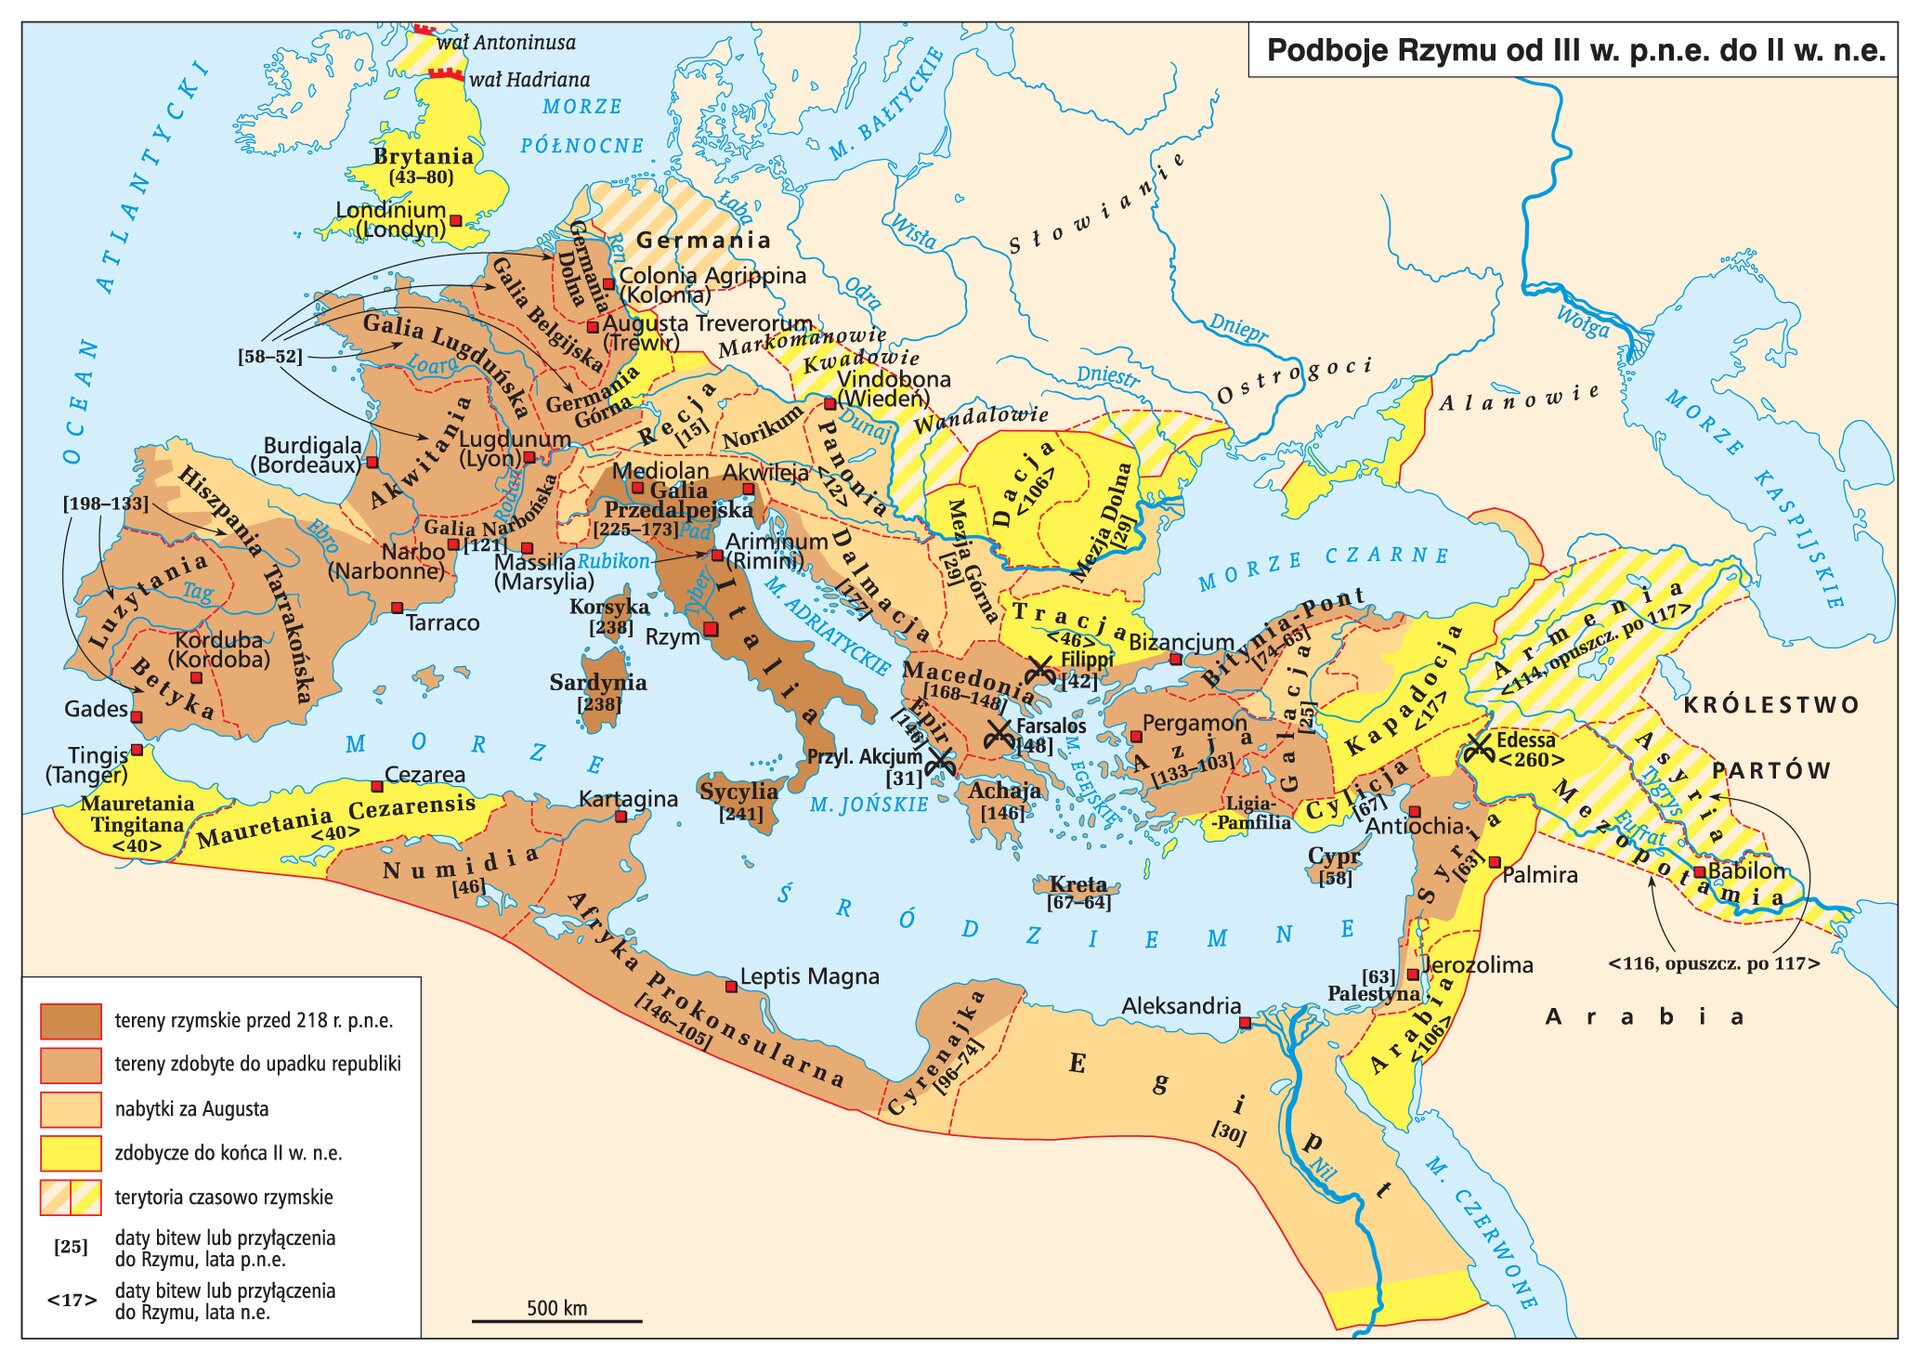 Podboje Rzymu od III w. p.n.e. do II w. n.e.
wał Antoninusa
wał Hadriana
MORZE
PÓŁNOCNE
M. BAŁTYCKIE
OCEAN ATLANTYCKI
Brytania
(43–80)
Londinium
(Londyn)
Łaba
Wisła
Słowianie
Ren
Germania
Germania
Dolna
Colonia Agrippina
(Kolonia)
Odra
Galia Belgijska
Augusta Treverorum
(Trewir)
Markomanowie
Kwadowie
Dniepr
Wołga
[58–52]
Galia Lugduńska
Loara
Germania
Górna
Vindobona
(Wiedeń)
Dniestr
Ostrogoci
Alanowie
Wandalowie
MORZE KASPIJSKIE
Recja
[15]
Norikum
Dunaj
Panonia
<12>
Akwitania
Lugdunum
(Lyon)
Burdigala
(Bordeaux)
Mediolan
Akwileja
Galia
Przedalpejska
[225–173]
Pad
Dacja
<106>
Mezja Dolna
[29]
Mezja Górna
[29]
[198–133]
Hiszpania Tarrakońska
Ebro
Rodan
Galia Narbońska
[121]
Narbo
(Narbonne)
Massilia
(Marsylia)
Rubikon
Ariminum
(Rimini)
Dalmacja
[177]
MORZE CZARNE
Luzytania
Tag
Tarraco
Korsyka
[238]
Tyber
Rzym
Italia
M. ADRIATYCKIE
Tracja
<46>
Bizancjum
Bitynia-Pont
[74–65]
Armenia
<114, opuszcz. po 117>
Korduba
(Kordoba)
Betyka
Sardynia
[238]
Macedonia
[168–148]
Filippi
[42]
Galacja
[25]
Kapadocja
<17>
KRÓLESTWO
PARTÓW
Gades
Epir
[146]
Farsalos
[48]
Pergamon
Azja
[133–103]
Edessa
<260>
Asyria
Tygrys
Tingis
(Tanger)
MORZE
ŚRÓDZIEMNE
Przyl. Akcjum
[31]
M. EGEJSKIE
Cezarea
Kartagina
Sycylia
[241]
M. JOŃSKIE
Achaja
[146]
Ligia-
-Pamfilia
Cylicja
[67]
Antiochia
Mezopotamia
Eufrat
Mauretania
Tingitana
<40>
Mauretania Cezarensis
<40>
Numidia
[46]
Kreta
[67–64]
Cypr
[58]
Syria
[63]
Palmira
Babilon
Afryka Prokonsularna
[146–105]
Leptis Magna
Cyrenajka
[96–74]
Aleksandria
[63]
Palestyna
Jerozolima
<116, opuszcz. po 117>
Arabia
<106>
Arabia
Egipt
[30]
Nil
M. CZERWONE
tereny rzymskie przed 218 r. p.n.e.
tereny zdobyte do upadku republiki
nabytki za Augusta
zdobycze do końca II w. n.e.
terytoria czasowo rzymskie
[25] daty bitew lub przyłączenia
do Rzymu, lata p.n.e.
<17> daty bitew lub przyłączenia
do Rzymu, lata n.e.
500 km